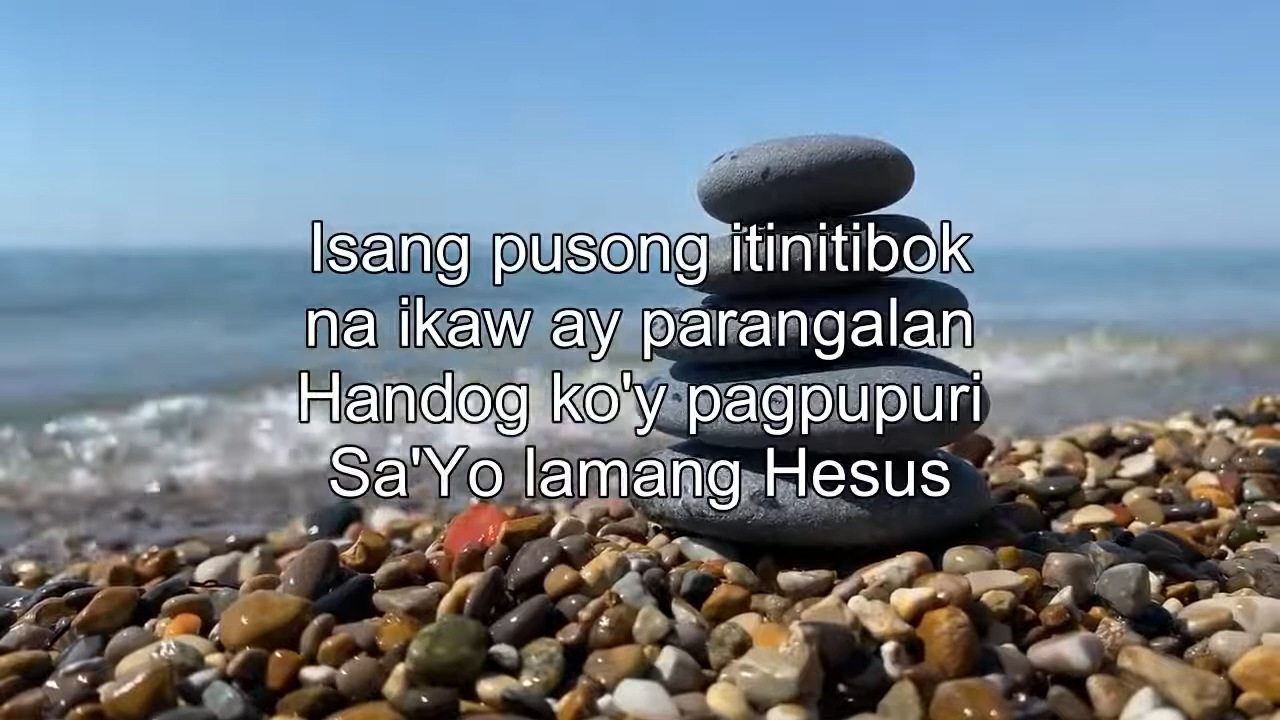 Isang pusong itinitibok
na ikaw ay parangalan
Handog ko'y pagpupuri
Sa'Yo lamang Hesus